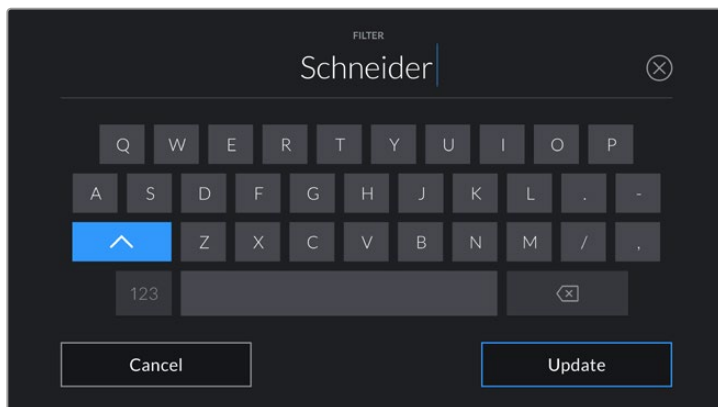 FILTER
Schneider
Q W E R T Y U I O P
A S D F G H J K L . -
Z X C V B N M / ,
123
Cancel Update